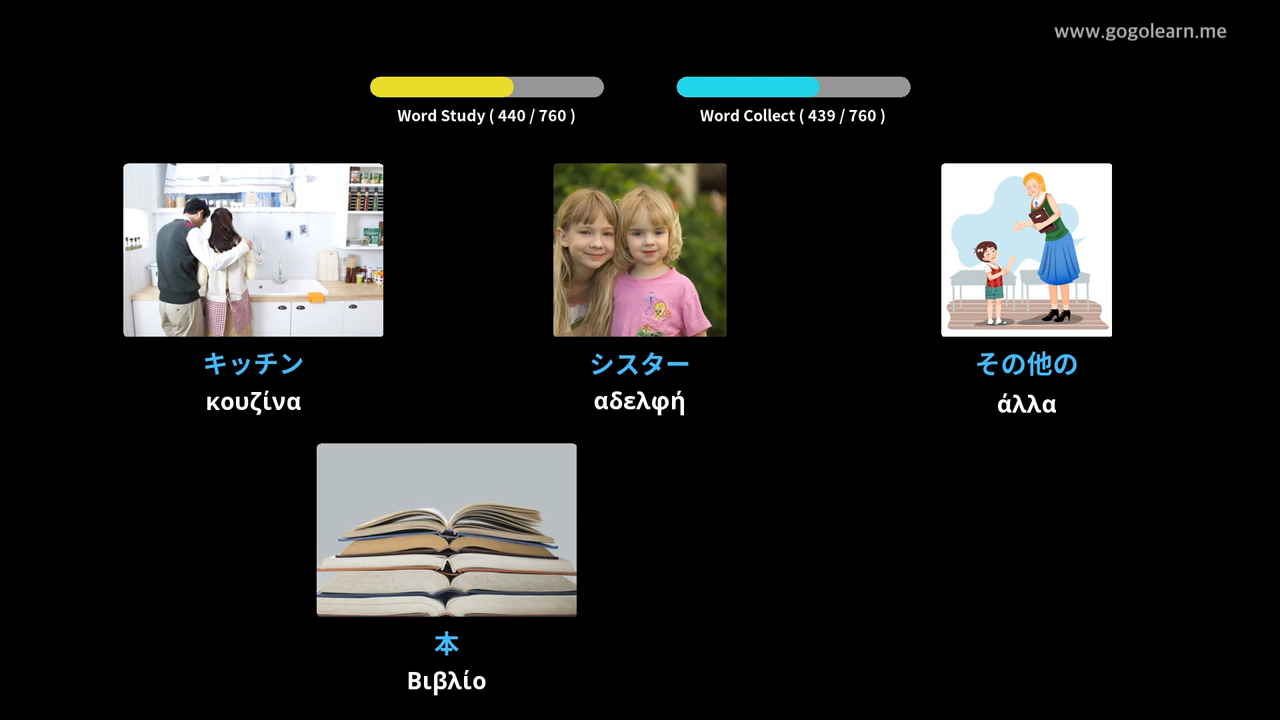 www.gogolearn.me
Word Study ( 440 / 760 )
Word Collect ( 439 / 760 )
キッチン
κουζίνα
シスター
αδελφή
その他の
άλλα
本
Βιβλίο